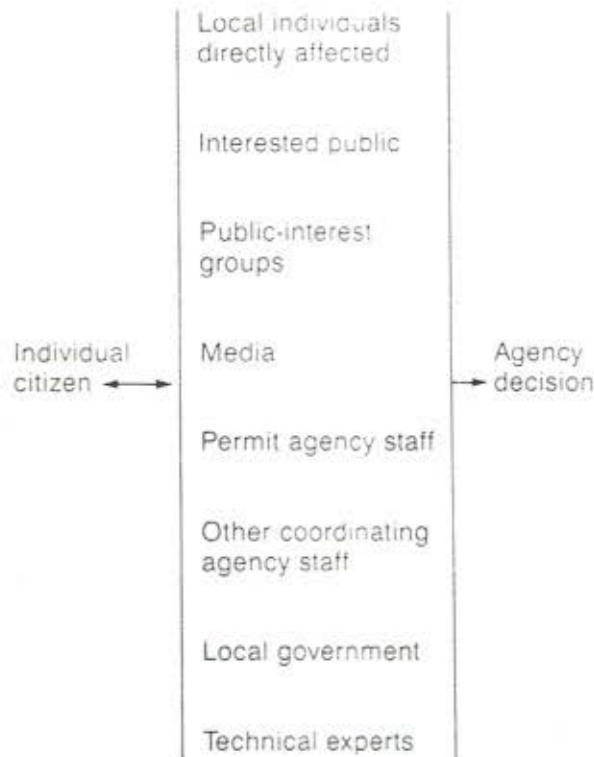 Local individuals
directly affected
Interested public
Public-interest
groups
Individual
citizen
Media
Agency
decision
Permit agency staff
Other coordinating
agency staff
Local government
Technical experts